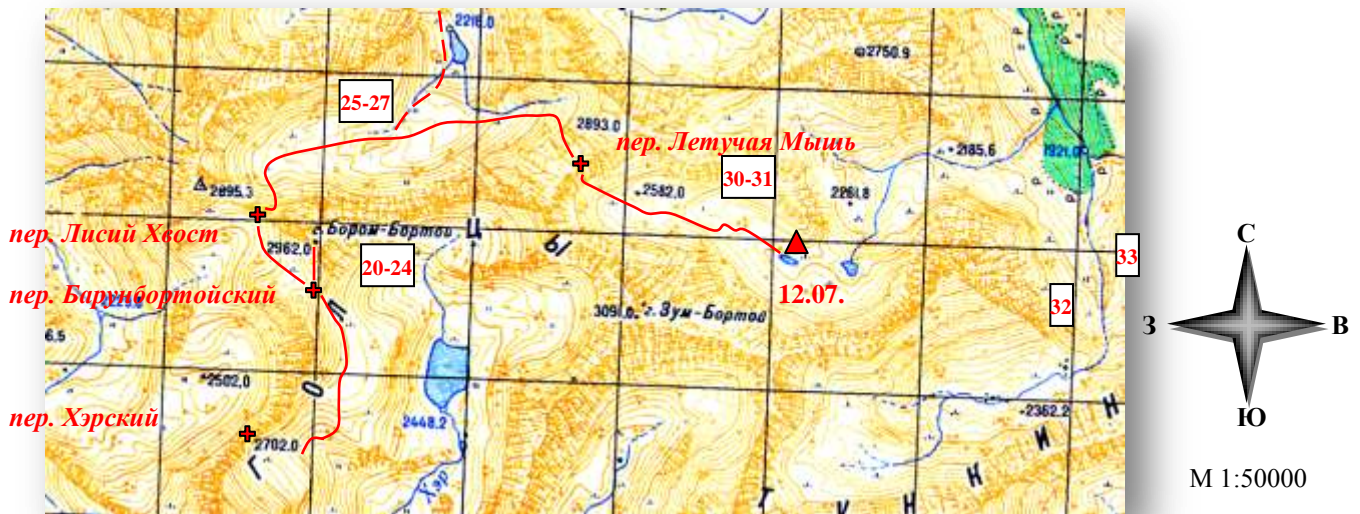 2216.0
2750.9
25-27
2893.0
пер. Летучая Мышь
2185.6
1921.0
30-31
2895.3
2582.0
2261.8
г. Бором-Бортой
Ц
пер. Лисий Хвост
2962.0
Ы
20-24
33
С
12.07.
пер. Барунбортойский
Л
3091.0
г. Зум-Бортой
32
З
В
2502.0
О
2362.2
Ю
пер. Хэрский
2448.2
2702.0
Г
Хэр
М 1:50000
Т У Н К И Н